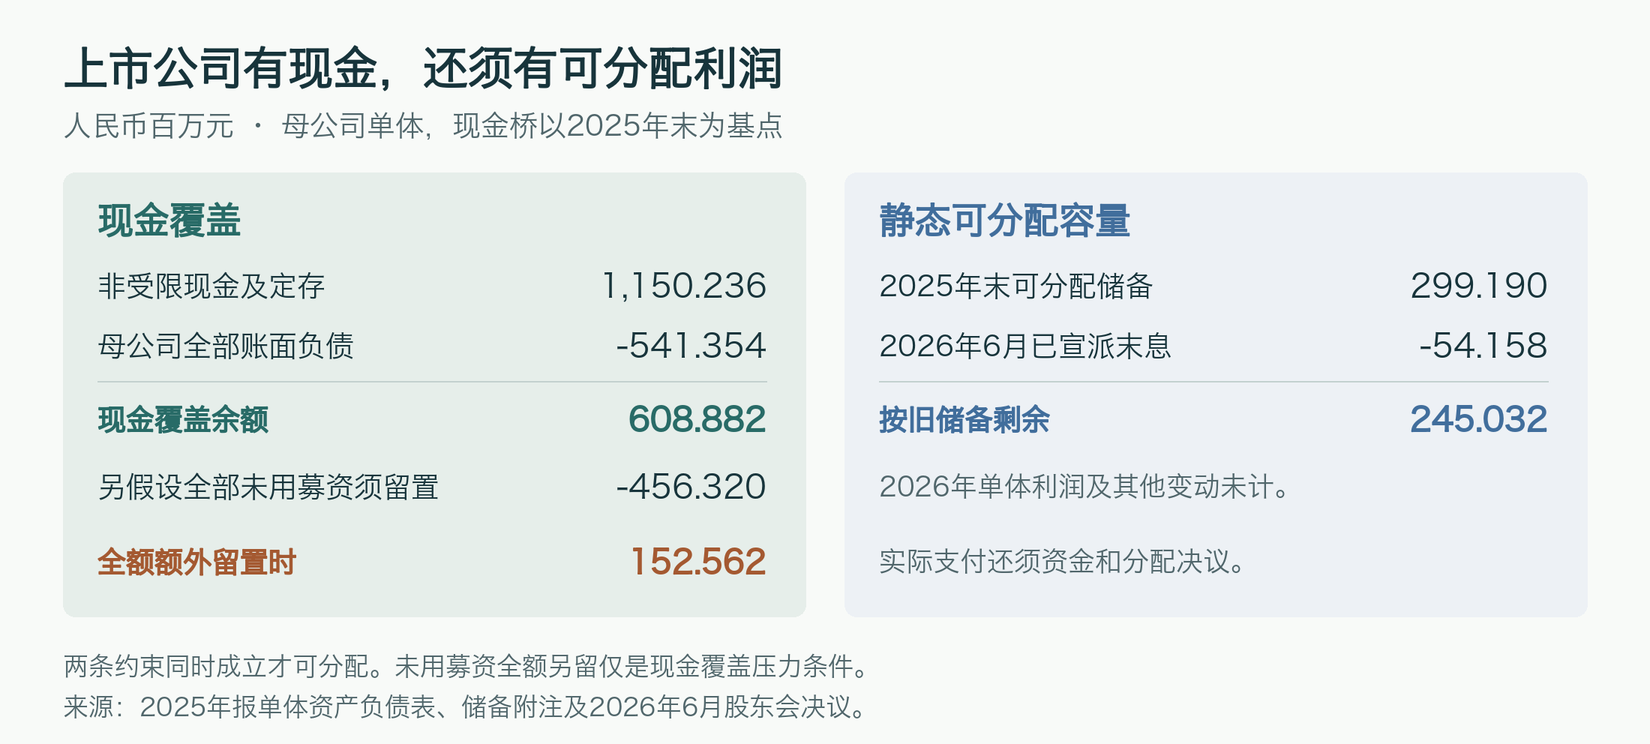 上市公司有现金，还须有可分配利润
人民币百万元 · 母公司单体，现金桥以2025年末为基点
现金覆盖
非受限现金及定存 1,150.236
母公司全部账面负债 -541.354
现金覆盖余额 608.882
另假设全部未用募资须留置 -456.320
全额额外留置时 152.562
静态可分配容量
2025年末可分配储备 299.190
2026年6月已宣派末息 -54.158
按旧储备剩余 245.032
2026年单体利润及其他变动未计。
实际支付还须资金和分配决议。
两条约束同时成立才可分配。未用募资全额另留仅是现金覆盖压力条件。
来源：2025年报单体资产负债表、储备附注及2026年6月股东会决议。